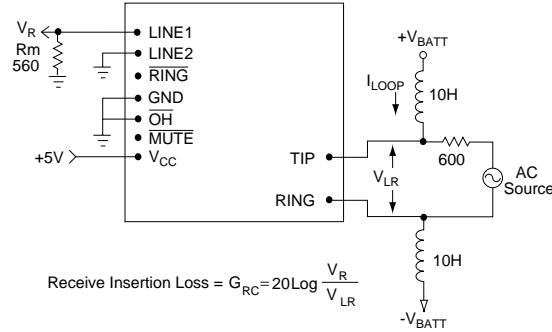 V_R
Rm
560
LINE1
LINE2
RING
GND
OH
MUTE
V_CC
+5V
TIP
RING
+V_BATT
I_LOOP
10H
600
V_LR
AC
Source
10H
-V_BATT
Receive Insertion Loss = G_RC = 20Log V_R / V_LR